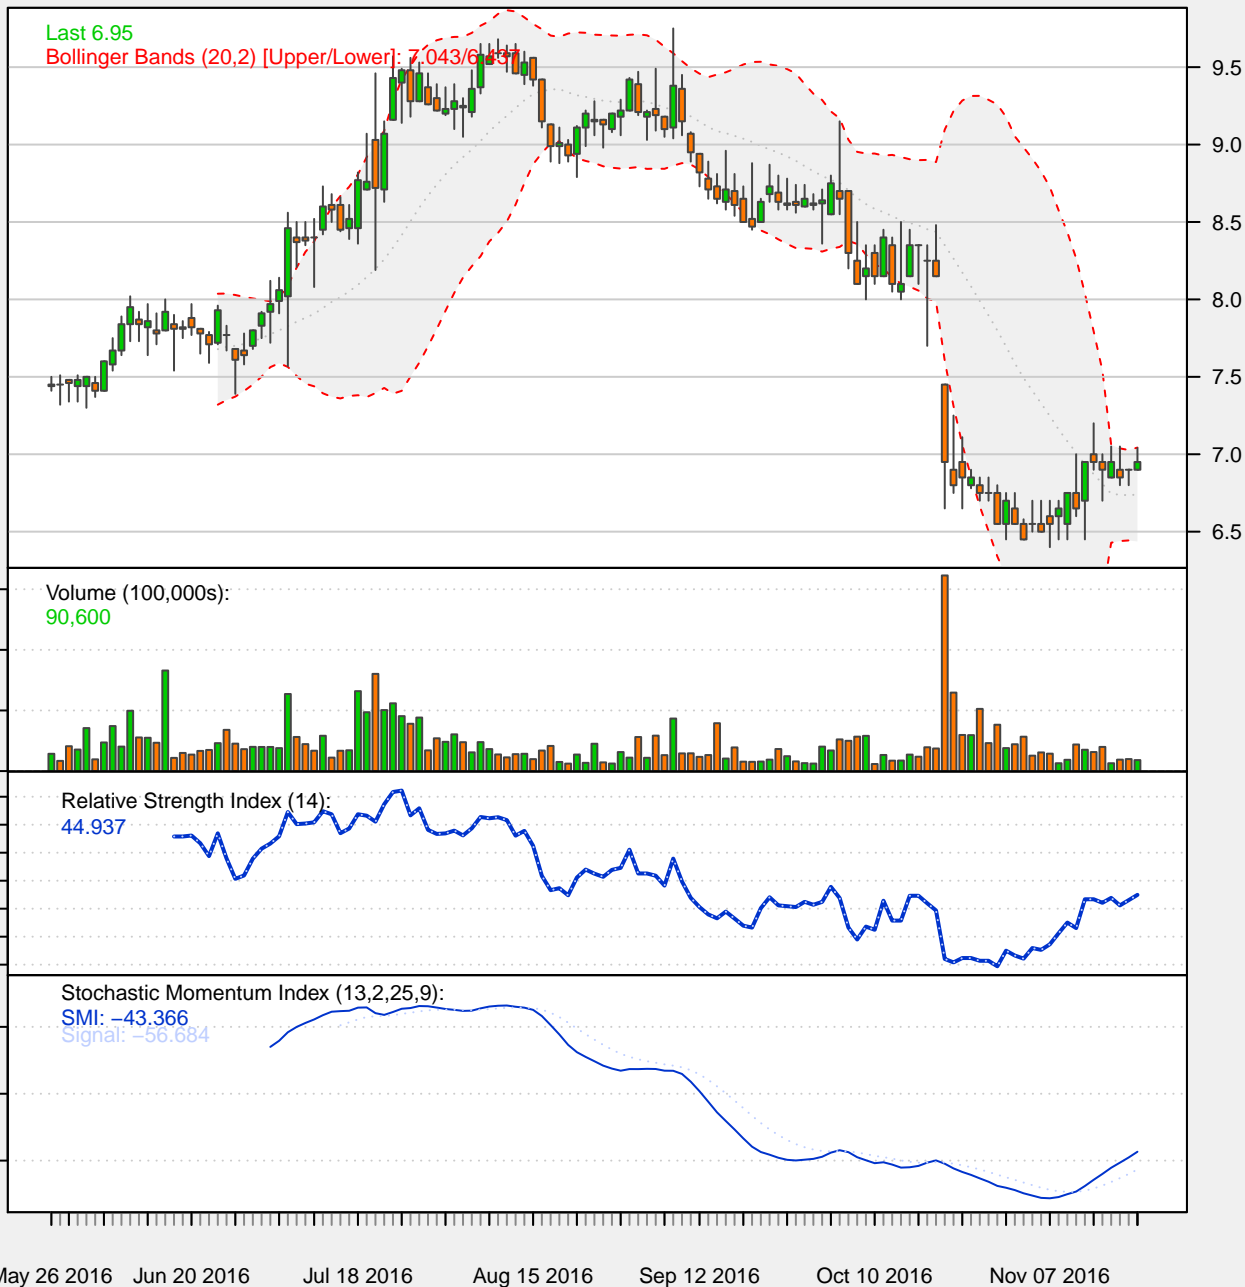 Last 6.95
Bollinger Bands (20,2) [Upper/Lower]: 7.043/6.437
9.5
9.0
8.5
8.0
7.5
7.0
6.5
Volume (100,000s):
90,600
Relative Strength Index (14):
44.937
Stochastic Momentum Index (13,2,25,9):
SMI: −43.366
Signal: −56.684
May 26 2016 Jun 20 2016 Jul 18 2016 Aug 15 2016 Sep 12 2016 Oct 10 2016 Nov 07 2016